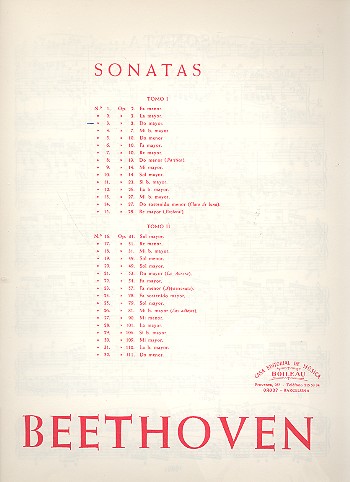 SONATAS
TOMO I
N.º 1. Op. 2. Fa menor.
» 2. » 2. La mayor.
» 3. » 2. Do mayor.
» 4. » 7. Mi b. mayor.
» 5. » 10. Do menor.
» 6. » 10. Fa mayor.
» 7. » 10. Re mayor.
» 8. » 13. Do menor (Patética)
» 9. » 14. Mi mayor.
» 10. » 14. Sol mayor.
» 11. » 22. Si b. mayor.
» 12. » 26. La b. mayor.
» 13. » 27. Mi b. mayor.
» 14. » 27. Do sostenido menor (Claro de luna)
» 15. » 28. Re mayor
TOMO II
N.º 16. Op. 31. Sol mayor.
» 17. » 31. Re menor.
» 18. » 31. Mi b. mayor.
» 19. » 49. Sol menor.
» 20. » 49. Sol mayor.
» 21. » 53. Do mayor (La Aurora)
» 22. » 54. Fa mayor.
» 23. » 57. Fa menor (Appassionata)
» 24. » 78. Fa sostenido mayor.
» 25. » 79. Sol mayor.
» 26. » 81. Mi b. mayor (Los adioses)
» 27. » 90. Mi menor.
» 28. » 101. La mayor.
» 29. » 106. Si b. mayor.
» 30. » 109. Mi mayor.
» 31. » 110. La b. mayor.
» 32. » 111. Do menor.
CASA EDITORIAL DE MÚSICA
BOILEAU
Provenza, 287
08037 - BARCELONA
BEETHOVEN